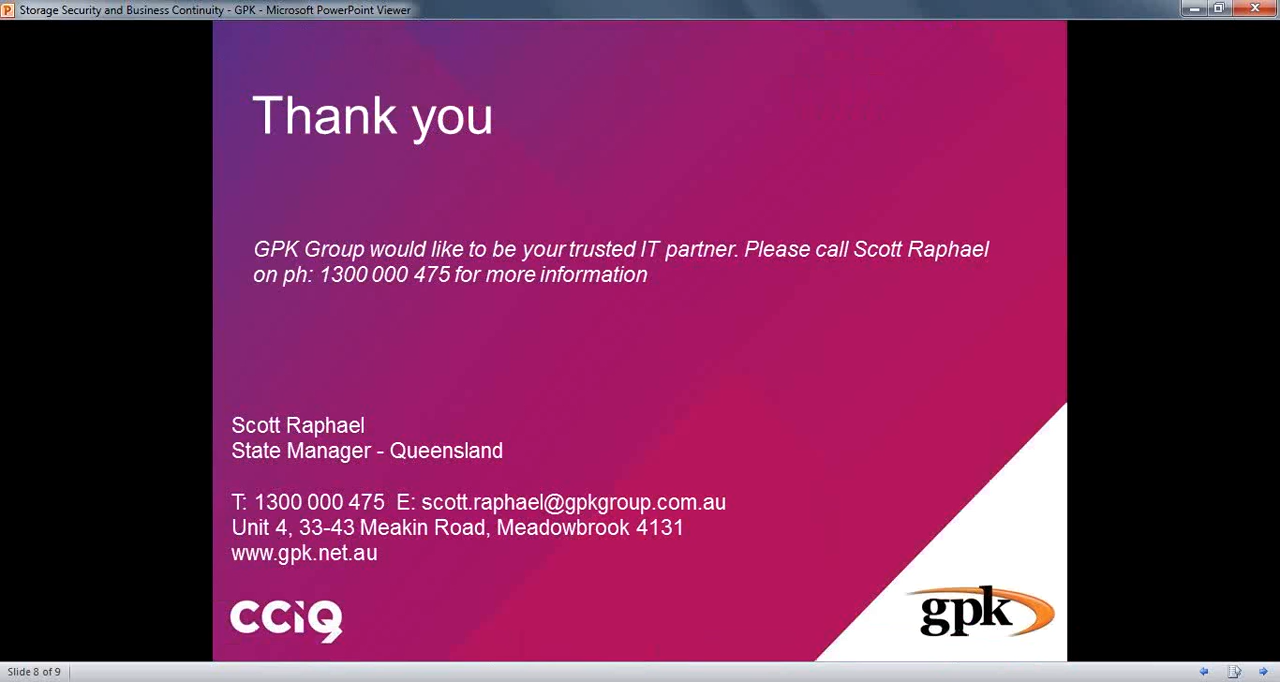 Storage Security and Business Continuity - GPK - Microsoft PowerPoint Viewer
Thank you
GPK Group would like to be your trusted IT partner. Please call Scott Raphael
on ph: 1300 000 475 for more information
Scott Raphael
State Manager - Queensland
T: 1300 000 475 E: scott.raphael@gpkgroup.com.au
Unit 4, 33-43 Meakin Road, Meadowbrook 4131
www.gpk.net.au
cciq
gpk
Slide 8 of 9